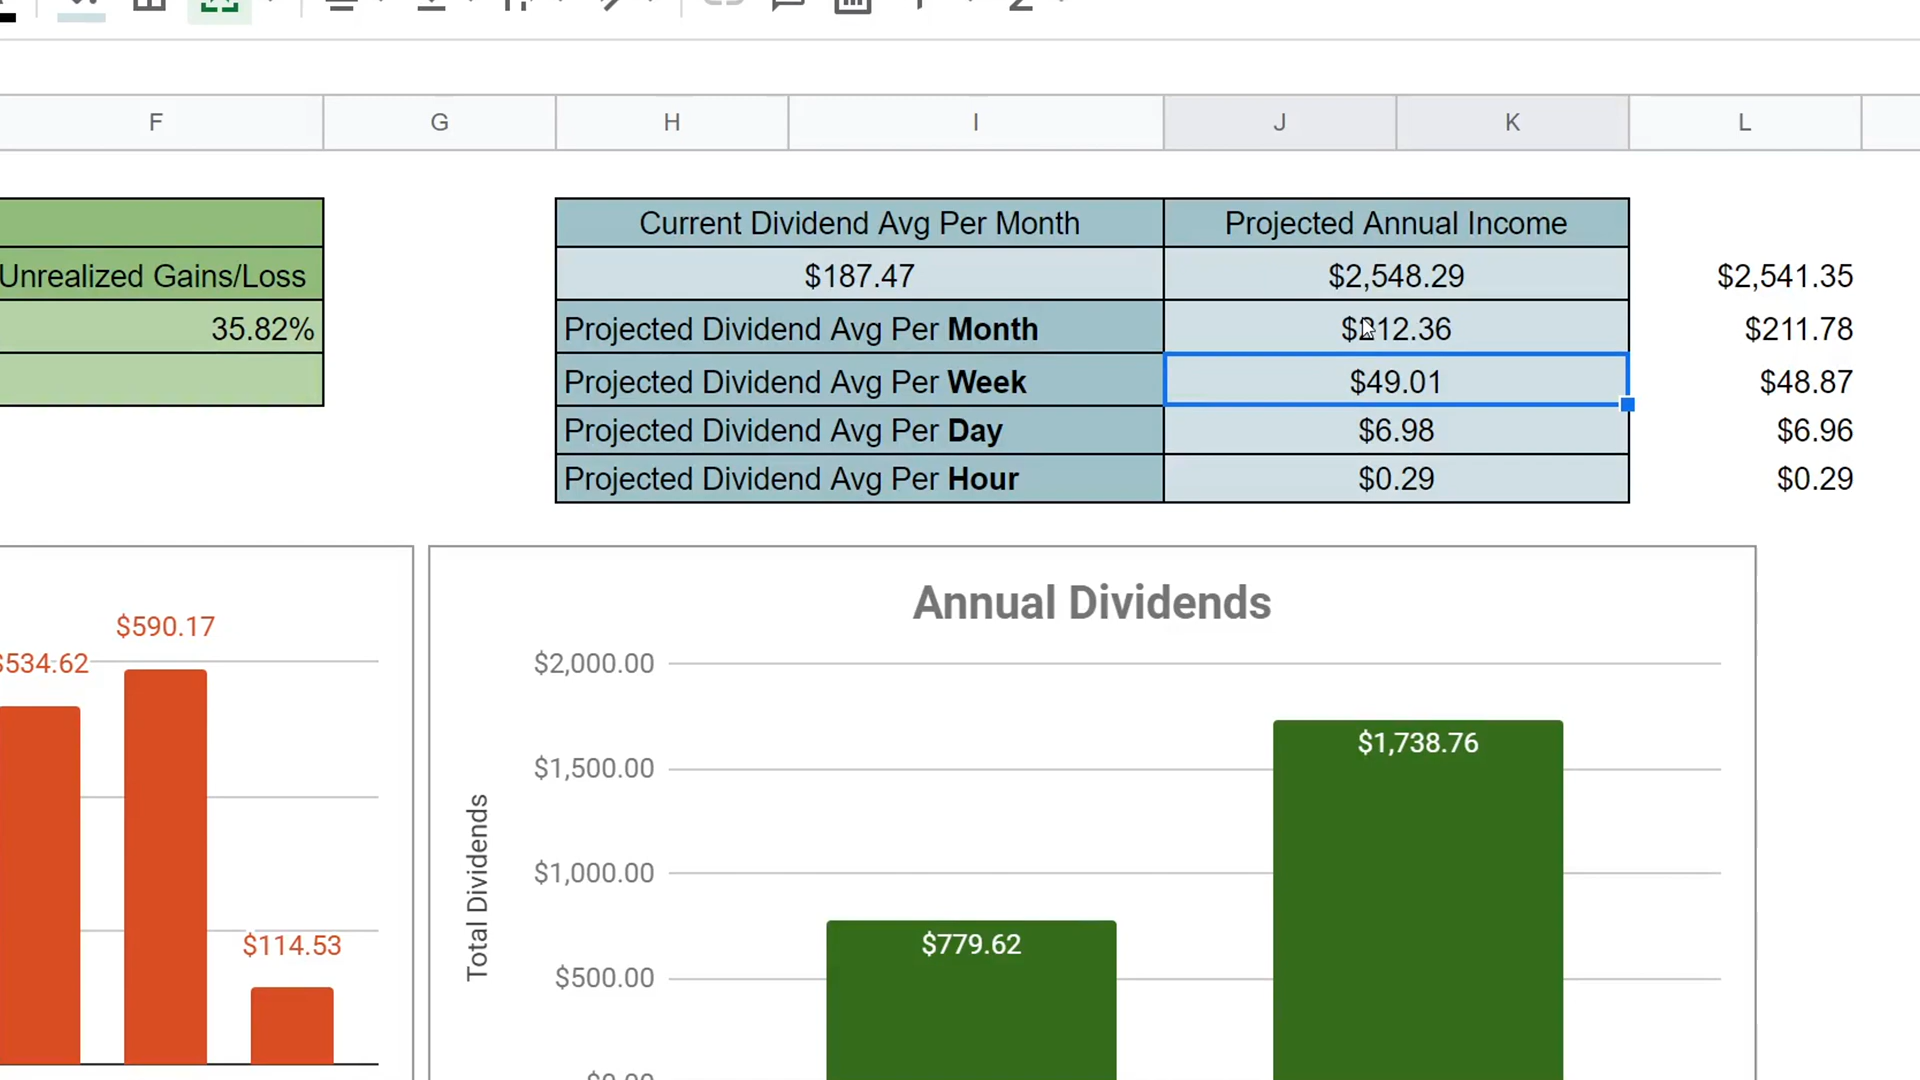 F G H I J K L
Current Dividend Avg Per Month Projected Annual Income
Unrealized Gains/Loss $187.47 $2,548.29 $2,541.35
35.82% Projected Dividend Avg Per Month $212.36 $211.78
Projected Dividend Avg Per Week $49.01 $48.87
Projected Dividend Avg Per Day $6.98 $6.96
Projected Dividend Avg Per Hour $0.29 $0.29
$590.17
$534.62
$114.53
Annual Dividends
$2,000.00
$1,500.00
$1,000.00
$500.00
Total Dividends
$1,738.76
$779.62